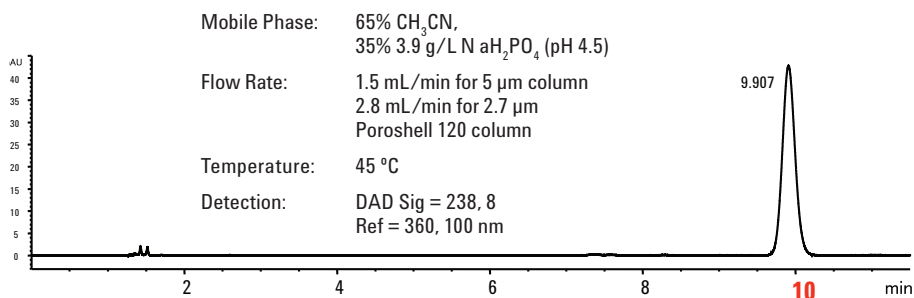 Mobile Phase: 65% CH₃CN,
35% 3.9 g/L N aH₂PO₄ (pH 4.5)
Flow Rate: 1.5 mL/min for 5 µm column
2.8 mL/min for 2.7 µm
Poroshell 120 column
Temperature: 45 ºC
Detection: DAD Sig = 238, 8
Ref = 360, 100 nm
AU
40
35
30
25
20
15
10
5
0
9.907
2 4 6 8 10 min